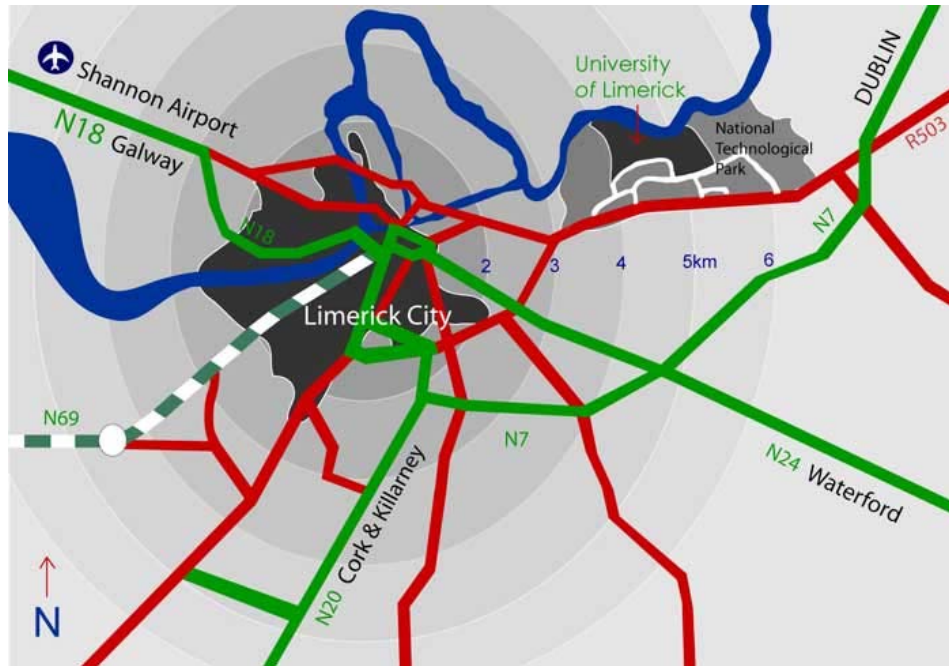 Shannon Airport
N18 Galway
N18
University
of Limerick
National
Technological
Park
DUBLIN
R503
N7
2
3
4
5km
6
Limerick City
N69
N7
N24 Waterford
N20 Cork & Killarney
N